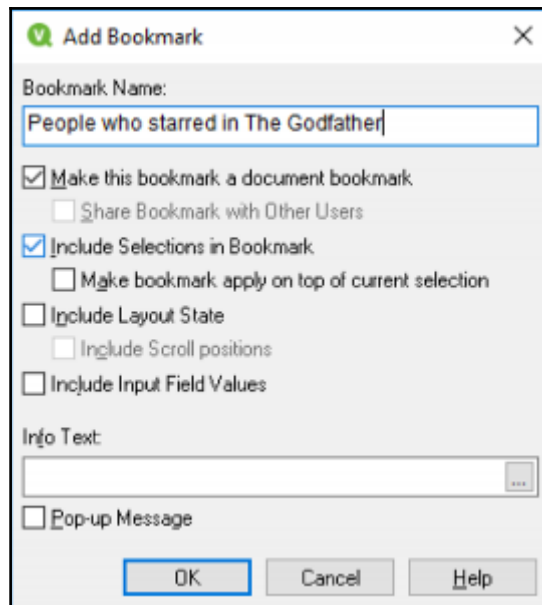 Add Bookmark
Bookmark Name:
People who starred in The Godfather
Make this bookmark a document bookmark
Share Bookmark with Other Users
Include Selections in Bookmark
Make bookmark apply on top of current selection
Include Layout State
Include Scroll positions
Include Input Field Values
Info Text:
...
Pop-up Message
OK Cancel Help